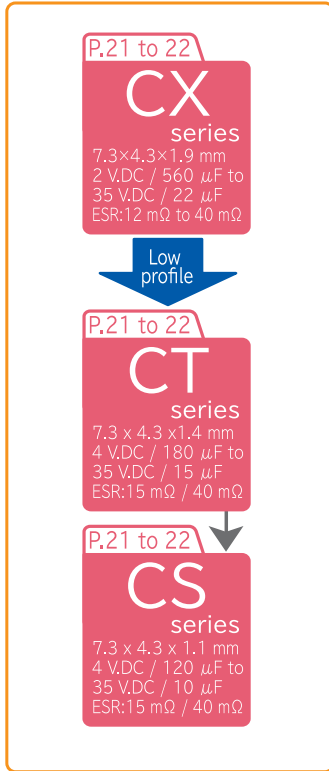 P.21 to 22
CX
series
7.3×4.3×1.9 mm
2 V.DC / 560 μF to
35 V.DC / 22 μF
ESR:12 mΩ to 40 mΩ
Low
profile
P.21 to 22
CT
series
7.3 x 4.3 x1.4 mm
4 V.DC / 180 μF to
35 V.DC / 15 μF
ESR:15 mΩ / 40 mΩ
P.21 to 22
CS
series
7.3 x 4.3 x 1.1 mm
4 V.DC / 120 μF to
35 V.DC / 10 μF
ESR:15 mΩ / 40 mΩ